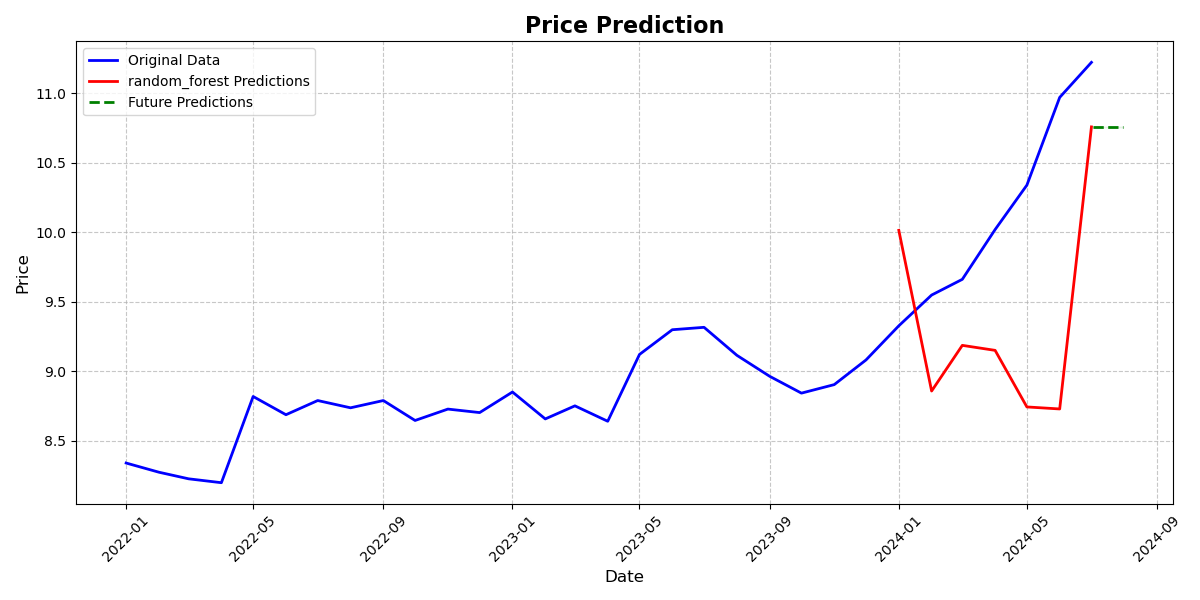 Price Prediction
Original Data
random_forest Predictions
Future Predictions
11.0
10.5
10.0
9.5
9.0
8.5
Price
2022-01
2022-05
2022-09
2023-01
2023-05
2023-09
2024-01
2024-05
2024-09
Date